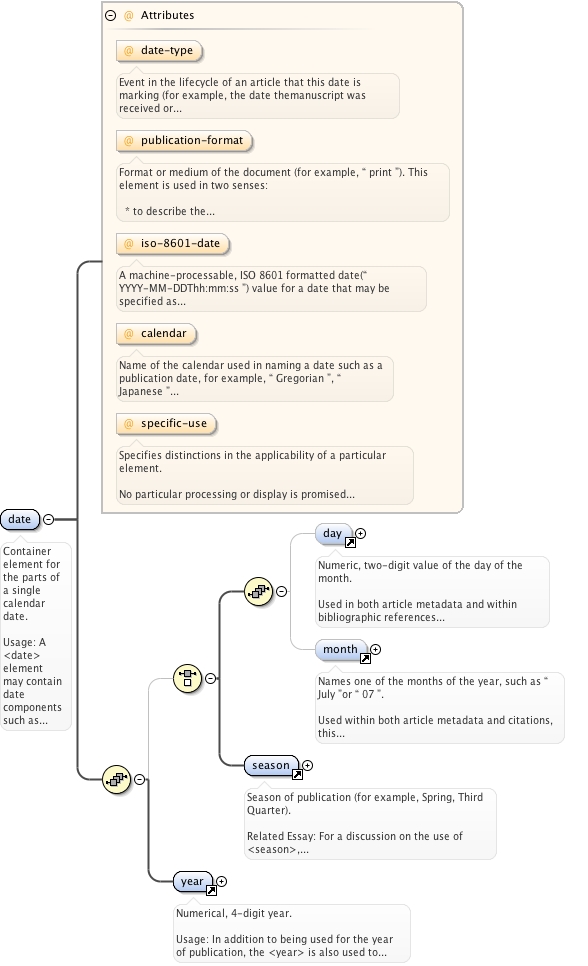 @ Attributes
@ date-type
Event in the lifecycle of an article that this date is
marking (for example, the date themanuscript was
received or...
@ publication-format
Format or medium of the document (for example, “ print ”). This
element is used in two senses:
* to describe the...
@ iso-8601-date
A machine-processable, ISO 8601 formatted date(“
YYYY-MM-DDThh:mm:ss ”) value for a date that may be
specified as...
@ calendar
Name of the calendar used in naming a date such as a
publication date, for example, “ Gregorian ”, “
Japanese ”...
@ specific-use
Specifies distinctions in the applicability of a particular
element.
No particular processing or display is promised...
date
Container
element for
the parts of
a single
calendar
date.
Usage: A
<date>
element
may contain
date
components
such as...
day
Numeric, two-digit value of the day of the
month.
Used in both article metadata and within
bibliographic references...
month
Names one of the months of the year, such as “
July ”or “ 07 ”.
Used within both article metadata and citations,
this...
season
Season of publication (for example, Spring, Third
Quarter).
Related Essay: For a discussion on the use of
<season>,...
year
Numerical, 4-digit year.
Usage: In addition to being used for the year
of publication, the <year> is also used to...